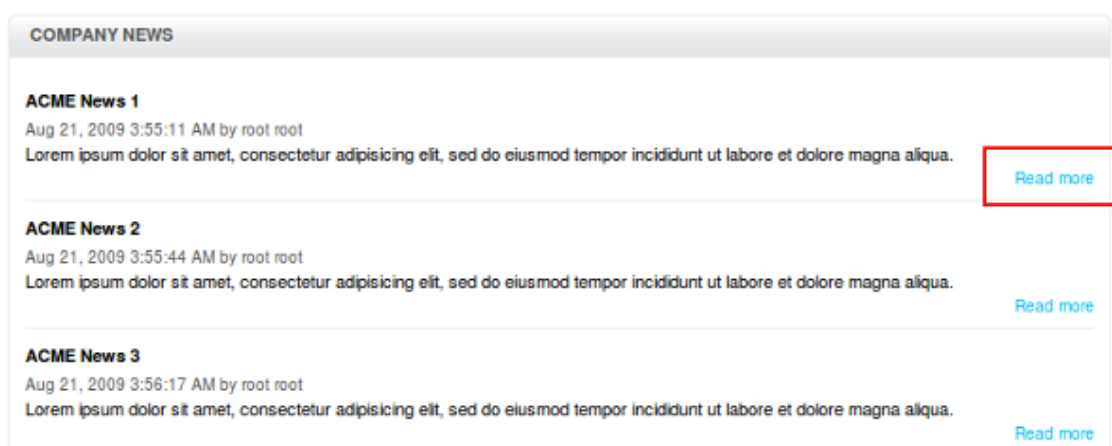 COMPANY NEWS
ACME News 1
Aug 21, 2009 3:55:11 AM by root root
Lorem ipsum dolor sit amet, consectetur adipisicing elit, sed do eiusmod tempor incididunt ut labore et dolore magna aliqua.
Read more
ACME News 2
Aug 21, 2009 3:55:44 AM by root root
Lorem ipsum dolor sit amet, consectetur adipisicing elit, sed do eiusmod tempor incididunt ut labore et dolore magna aliqua.
Read more
ACME News 3
Aug 21, 2009 3:56:17 AM by root root
Lorem ipsum dolor sit amet, consectetur adipisicing elit, sed do eiusmod tempor incididunt ut labore et dolore magna aliqua.
Read more